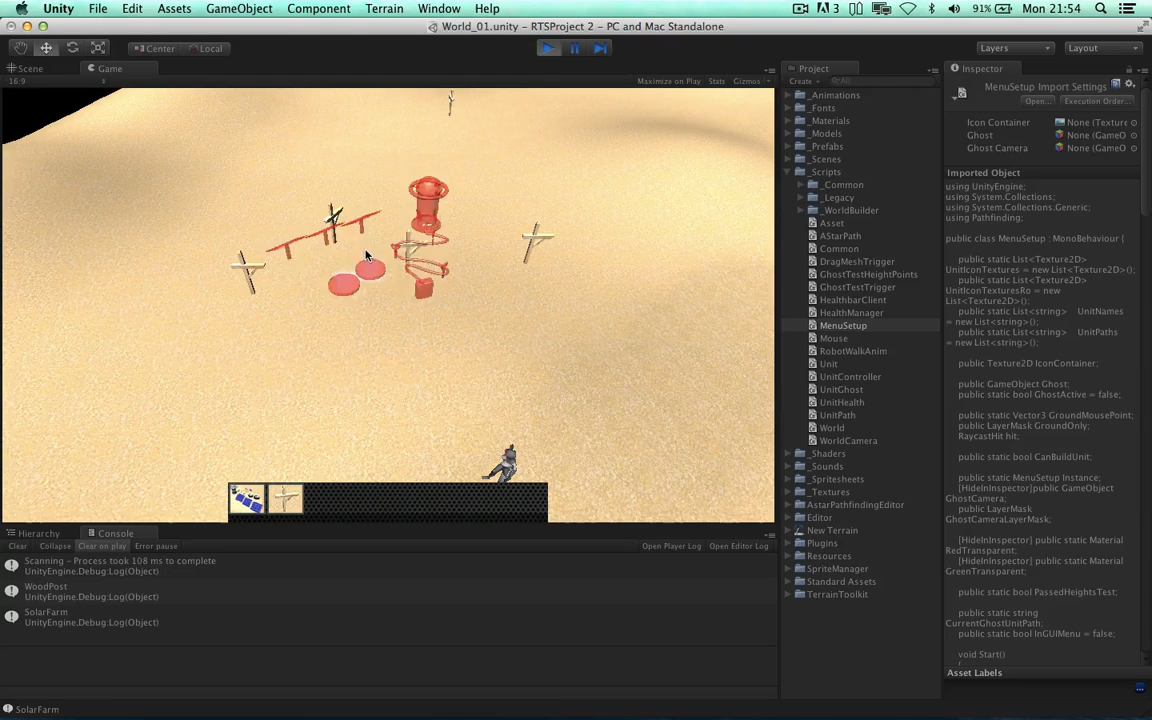 Unity File Edit Assets GameObject Component Terrain Window Help 3 91% Mon 21:54
World_01.unity - RTSProject 2 - PC and Mac Standalone
Center Local Layers Layout
Scene Game Project Inspector
16:9 Maximize on Play Stats Gizmos Create All
_Animations
_Fonts
_Materials
_Models
_Prefabs
_Scenes
_Scripts
_Common
_Legacy
_WorldBuilder
Asset
AStarPath
Common
DragMeshTrigger
GhostTestHeightPoints
GhostTestTrigger
HealthbarClient
HealthManager
MenuSetup
Mouse
RobotWalkAnim
Unit
UnitController
UnitGhost
UnitHealth
UnitPath
World
WorldCamera
_Shaders
_Sounds
_Spritesheets
_Textures
AstarPathfindingEditor
Editor
New Terrain
Plugins
Resources
SpriteManager
Standard Assets
TerrainToolkit
MenuSetup Import Settings
Open... Execution Order...
Icon Container None (Texture
Ghost None (GameO
Ghost Camera None (GameO
Imported Object
using UnityEngine;
using System.Collections;
using System.Collections.Generic;
using Pathfinding;
public class MenuSetup : MonoBehaviour {
public static List<Texture2D>
UnitIconTextures = new List<Texture2D>();
public static List<Texture2D>
UnitIconTexturesRo = new
List<Texture2D>();
public static List<string> UnitNames
= new List<string>();
public static List<string> UnitPaths
= new List<string>();
public Texture2D IconContainer;
public GameObject Ghost;
public static bool GhostActive = false;
public static Vector3 GroundMousePoint;
public LayerMask GroundOnly;
RaycastHit hit;
public static bool CanBuildUnit;
public static MenuSetup Instance;
[HideInInspector]public GameObject
GhostCamera;
public LayerMask
GhostCameraLayerMask;
[HideInInspector] public static Material
RedTransparent;
[HideInInspector] public static Material
GreenTransparent;
public static bool PassedHeightsTest;
public static string
CurrentGhostUnitPath;
public static bool InGUIMenu = false;
void Start()
{
Asset Labels
Hierarchy Console
Clear Collapse Clear on play Error pause Open Player Log Open Editor Log
Scanning - Process took 108 ms to complete
UnityEngine.Debug:Log(Object)
WoodPost
UnityEngine.Debug:Log(Object)
SolarFarm
UnityEngine.Debug:Log(Object)
SolarFarm